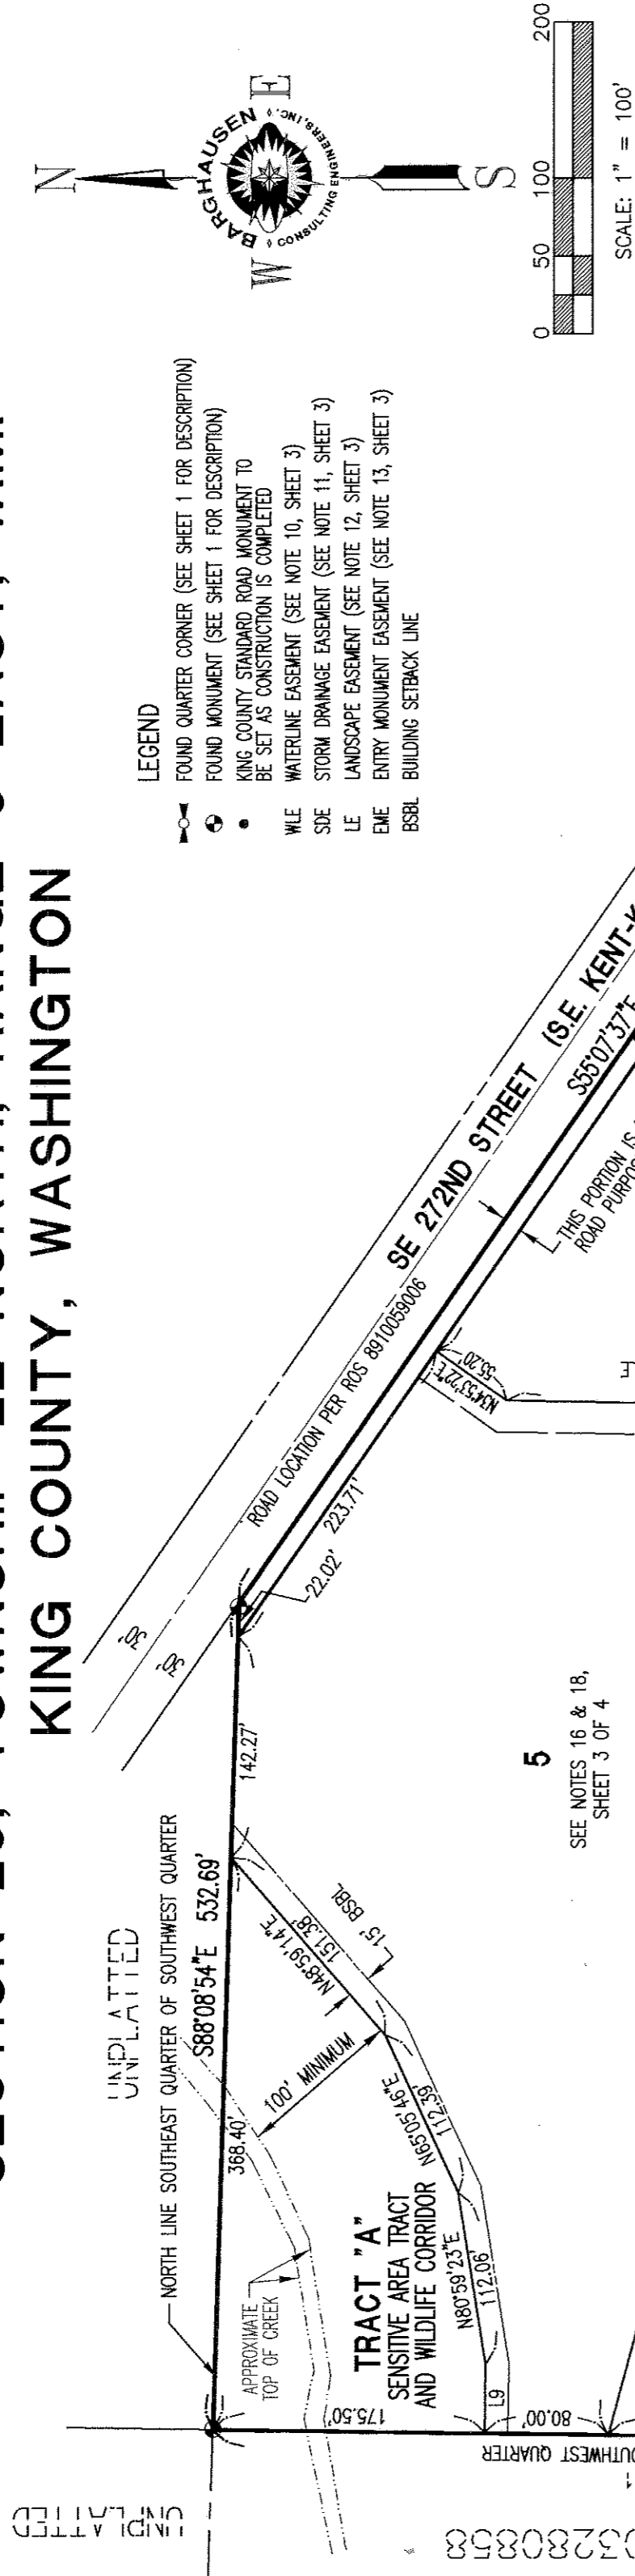 KING COUNTY, WASHINGTON
UNPLATTED
UNPLATTED
NORTH LINE SOUTHEAST QUARTER OF SOUTHWEST QUARTER
S88°08'54"E 532.69'
368.40'
142.27'
APPROXIMATE
TOP OF CREEK
100' MINIMUM
N48°59'14"E
151.38'
15' BSBL
TRACT "A"
SENSITIVE AREA TRACT
AND WILDLIFE CORRIDOR
175.50'
N65°05'46"E
112.39'
N80°59'23"E
112.06'
L9
80.00'
SOUTHWEST QUARTER
03280858
5
SEE NOTES 16 & 18,
SHEET 3 OF 4
30'
30'
ROAD LOCATION PER ROS 8910059006
SE 272ND STREET (S.E. KENT-K
S55°07'37"E
22.02'
223.71'
N34°53'22"E
55.20'
THIS PORTION IS
ROAD PURPOS
LEGEND
FOUND QUARTER CORNER (SEE SHEET 1 FOR DESCRIPTION)
FOUND MONUMENT (SEE SHEET 1 FOR DESCRIPTION)
KING COUNTY STANDARD ROAD MONUMENT TO
BE SET AS CONSTRUCTION IS COMPLETED
WLE WATERLINE EASEMENT (SEE NOTE 10, SHEET 3)
SDE STORM DRAINAGE EASEMENT (SEE NOTE 11, SHEET 3)
LE LANDSCAPE EASEMENT (SEE NOTE 12, SHEET 3)
EME ENTRY MONUMENT EASEMENT (SEE NOTE 13, SHEET 3)
BSBL BUILDING SETBACK LINE
N
W
E
S
BARGHAUSEN
CONSULTING ENGINEERS, INC.
0 50 100 200
SCALE: 1" = 100'